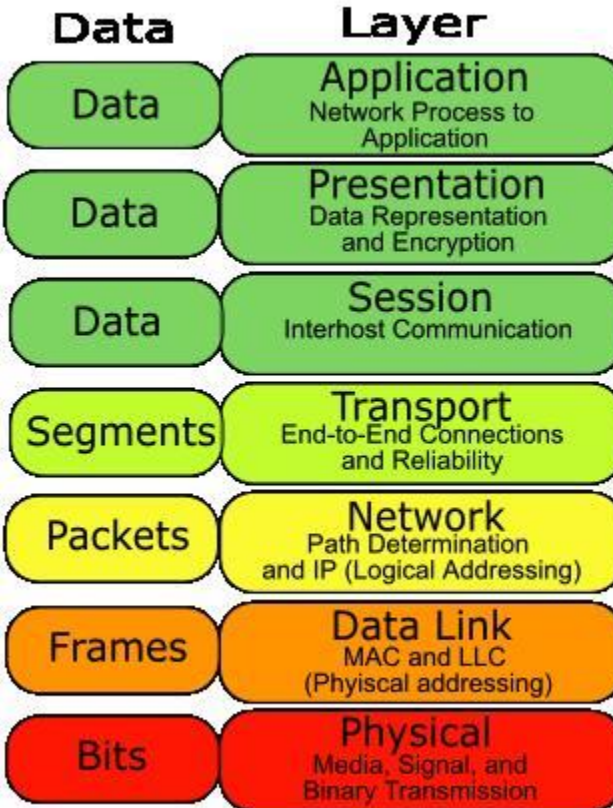 Data Layer
Data Application
Network Process to
Application
Data Presentation
Data Representation
and Encryption
Data Session
Interhost Communication
Segments Transport
End-to-End Connections
and Reliability
Packets Network
Path Determination
and IP (Logical Addressing)
Frames Data Link
MAC and LLC
(Phyiscal addressing)
Bits Physical
Media, Signal, and
Binary Transmission